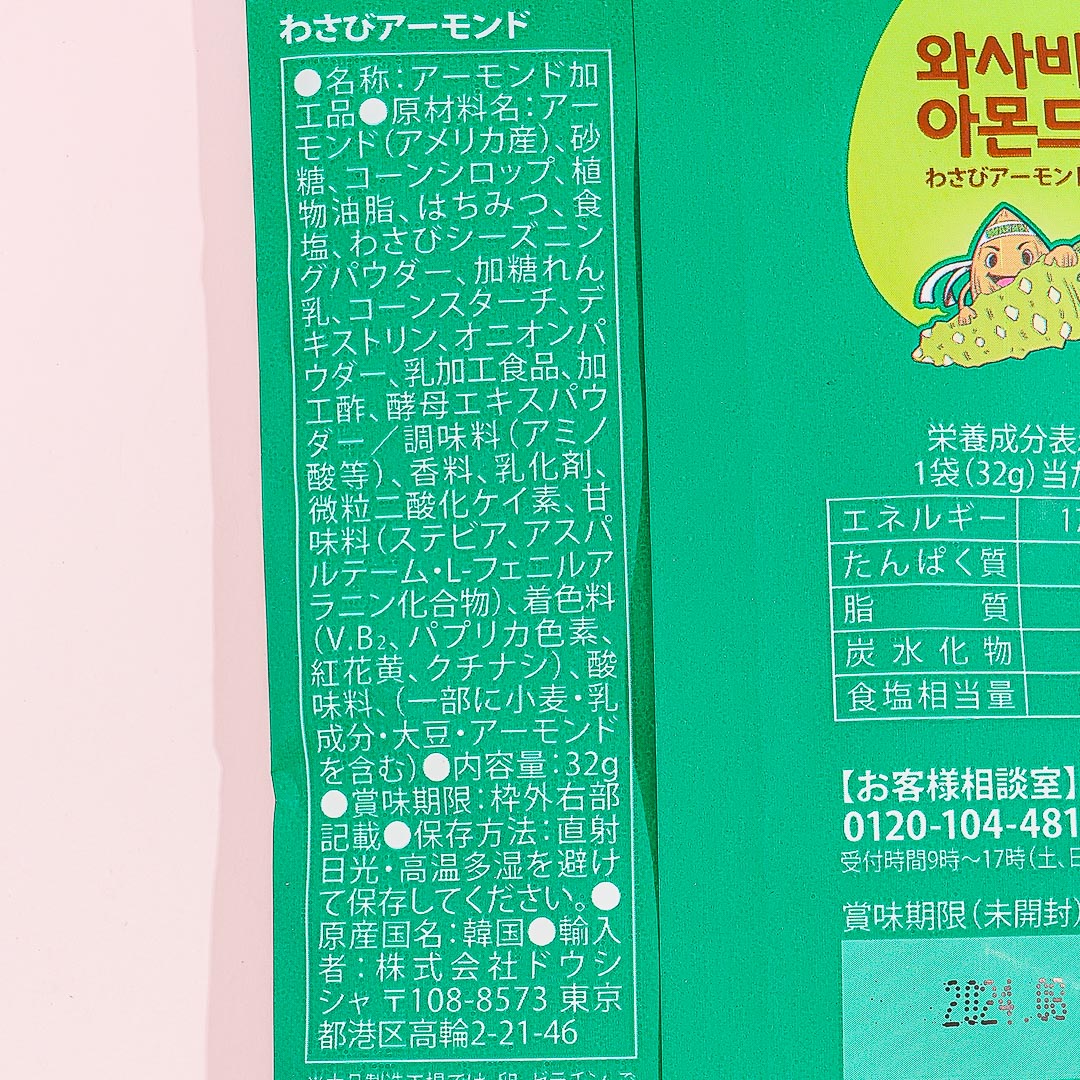 わさびアーモンド
●名称：アーモンド加
工品●原材料名：アー
モンド（アメリカ産）、砂
糖、コーンシロップ、植
物油脂、はちみつ、食
塩、わさびシーズニン
グパウダー、加糖れん
乳、コーンスターチ、デ
キストリン、オニオンパ
ウダー、乳加工食品、加
工酢、酵母エキスパウ
ダー／調味料（アミノ
酸等）、香料、乳化剤、
微粒二酸化ケイ素、甘
味料（ステビア、アスパ
ルテーム・L-フェニルア
ラニン化合物）、着色料
（V.B₂、パプリカ色素、
紅花黄、クチナシ）、酸
味料、（一部に小麦・乳
成分・大豆・アーモンド
を含む）●内容量：32g
●賞味期限：枠外右部
記載●保存方法：直射
日光・高温多湿を避け
て保存してください。●
原産国名：韓国●輸入
者：株式会社ドウシ
シャ 〒108-8573 東京
都港区高輪2-21-46
와사비
아몬드
わさびアーモンド
栄養成分表
1袋（32g）当た
エネルギー 17
たんぱく質
脂質
炭水化物
食塩相当量
【お客様相談室】
0120-104-481
受付時間9時～17時（土、日
賞味期限（未開封）
2024.08